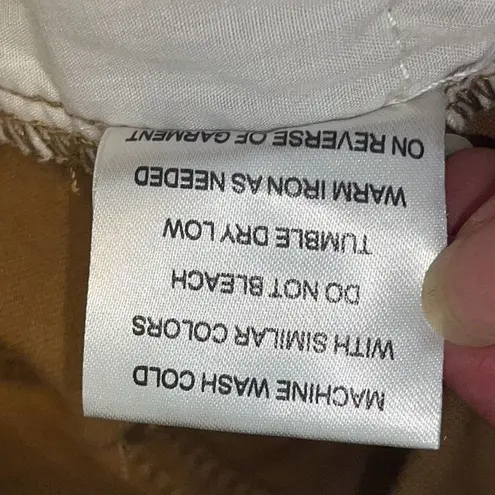 MACHINE WASH COLD
WITH SIMILAR COLORS
DO NOT BLEACH
TUMBLE DRY LOW
WARM IRON AS NEEDED
ON REVERSE OF GARMENT